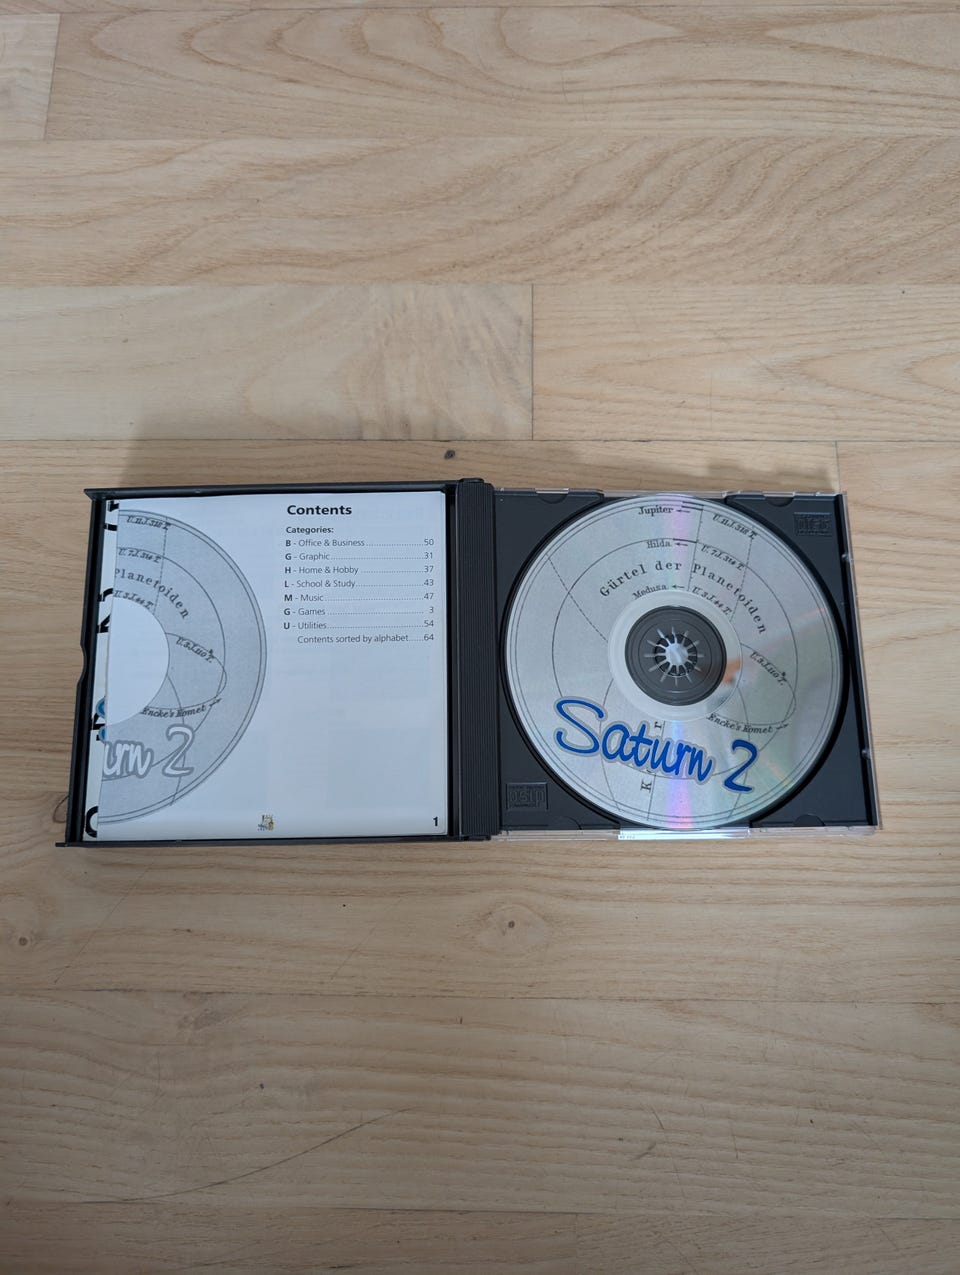 Contents
Categories:
B - Office & Business 50
G - Graphic 31
H - Home & Hobby 37
L - School & Study 43
M - Music 47
G - Games 3
U - Utilities 54
Contents sorted by alphabet 64
1
Planetoiden
Encke's Komet
urn 2
Jupiter
Hilda
Gürtel der Planetoiden
Medusa
Encke's Komet
Saturn 2